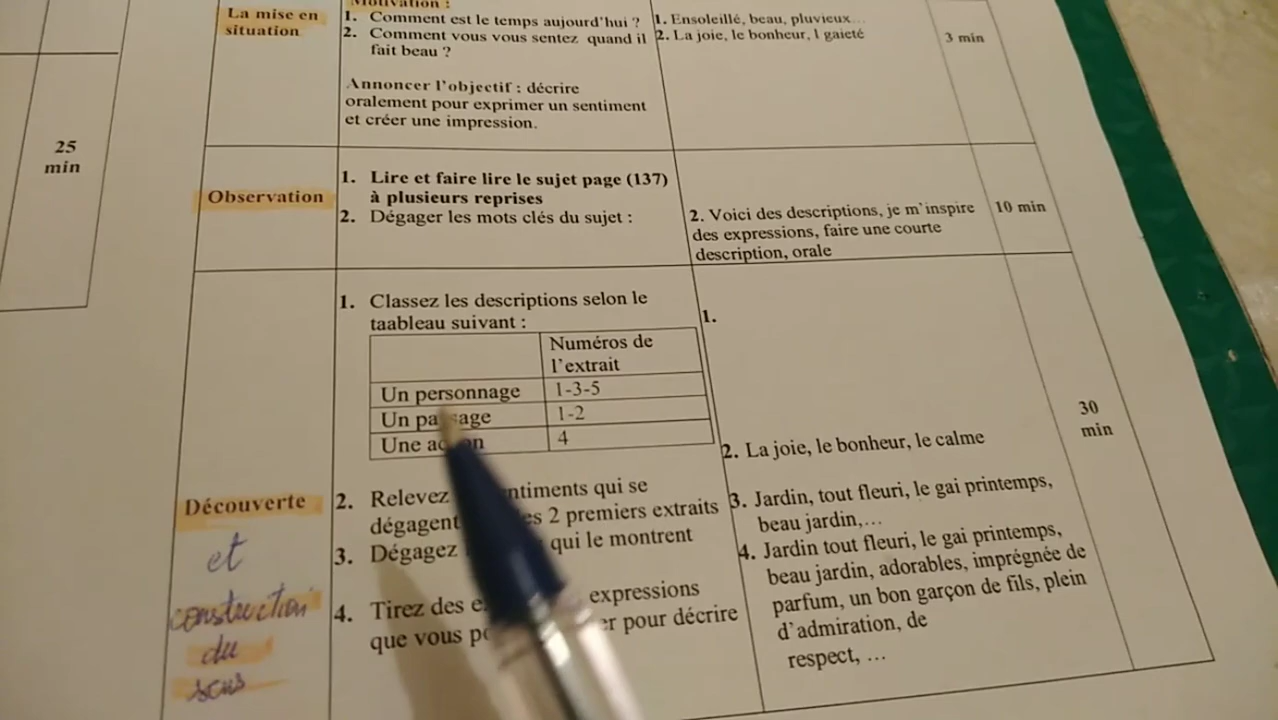 Motivation :
La mise en
situation
1. Comment est le temps aujourd'hui ?
2. Comment vous vous sentez quand il
fait beau ?
1. Ensoleillé, beau, pluvieux…
2. La joie, le bonheur, l gaieté
3 min
Annoncer l'objectif : décrire
oralement pour exprimer un sentiment
et créer une impression.
25
min
Observation
1. Lire et faire lire le sujet page (137)
à plusieurs reprises
2. Dégager les mots clés du sujet :
2. Voici des descriptions, je m'inspire
des expressions, faire une courte
description, orale
10 min
1. Classez les descriptions selon le
taableau suivant :
Numéros de
l'extrait
Un personnage 1-3-5
Un 1-2
Une 4
1.
2. La joie, le bonheur, le calme
30
min
Découverte
et
construction
du
sens
2. Relevez qui se
dégagent 2 premiers extraits
3. Dégagez qui le montrent
4. Tirez des expressions
que vous pour décrire
3. Jardin, tout fleuri, le gai printemps,
beau jardin,…
4. Jardin tout fleuri, le gai printemps,
beau jardin, adorables, imprégnée de
parfum, un bon garçon de fils, plein
d'admiration, de
respect, …